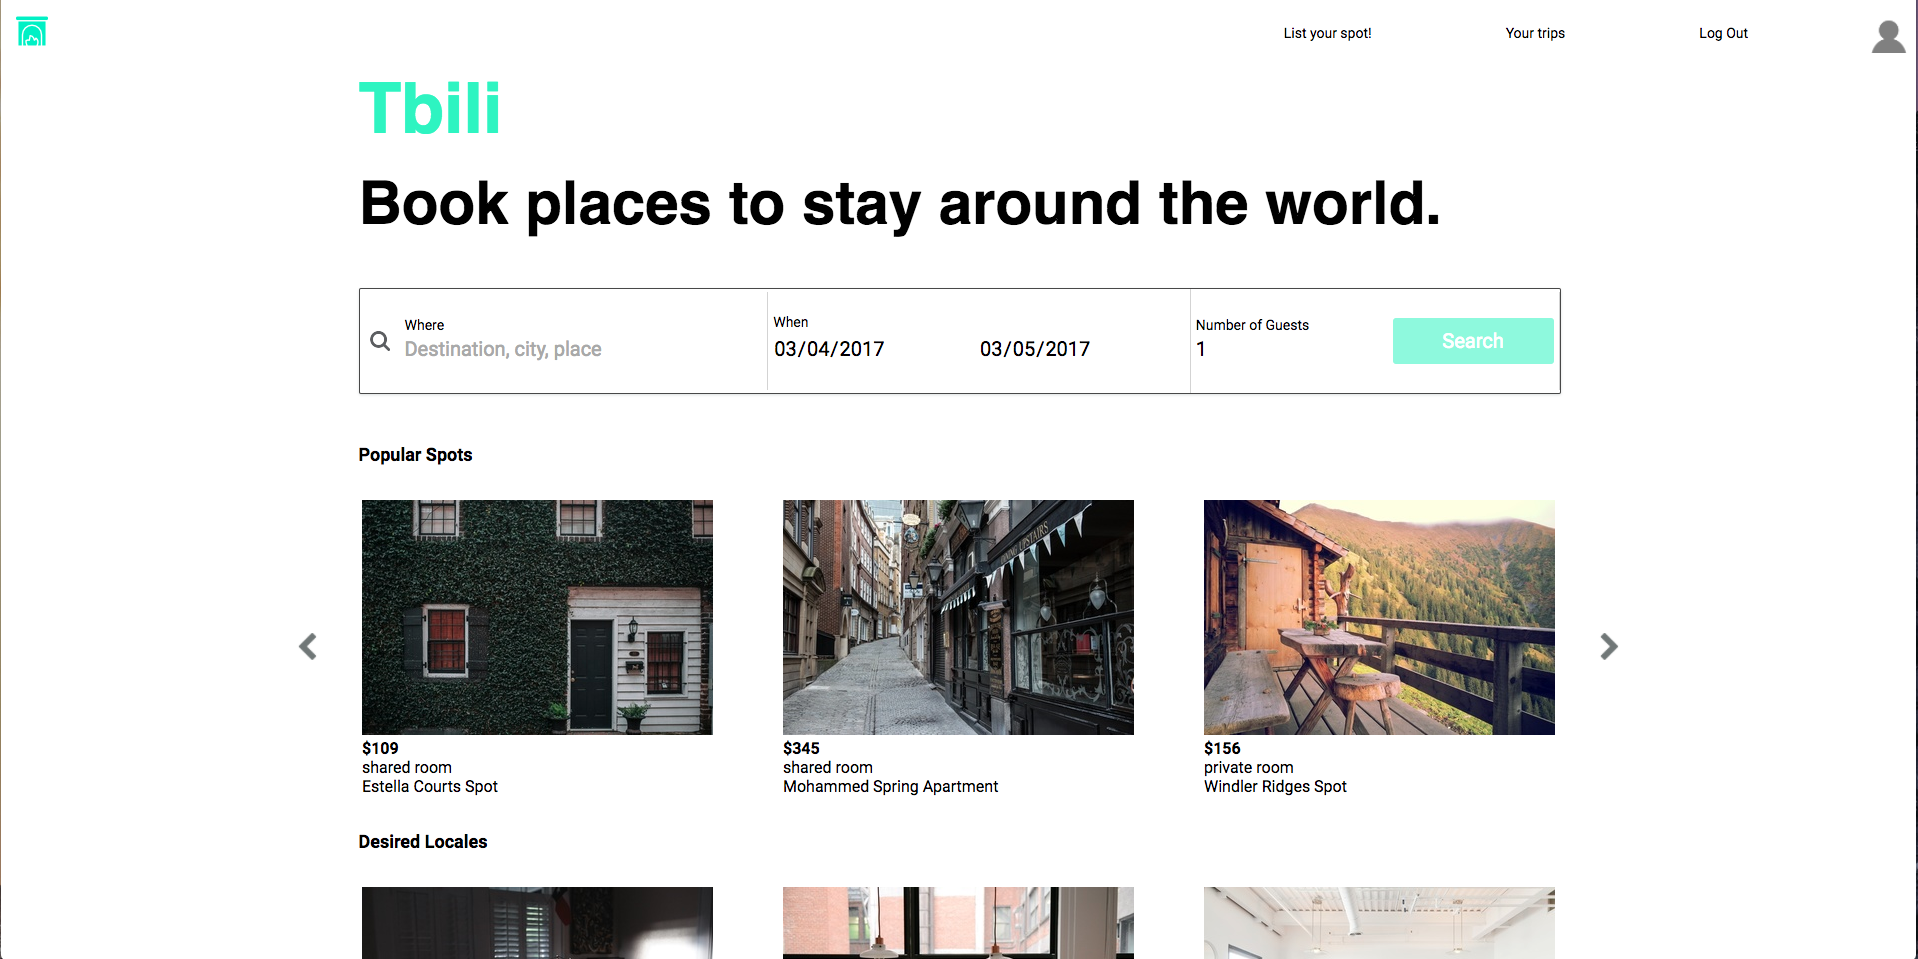 List your spot!
Your trips
Log Out
Tbili
Book places to stay around the world.
Where
Destination, city, place
When
03/04/2017
03/05/2017
Number of Guests
1
Search
Popular Spots
DINING UPSTAIRS
$109
shared room
Estella Courts Spot
$345
shared room
Mohammed Spring Apartment
$156
private room
Windler Ridges Spot
Desired Locales